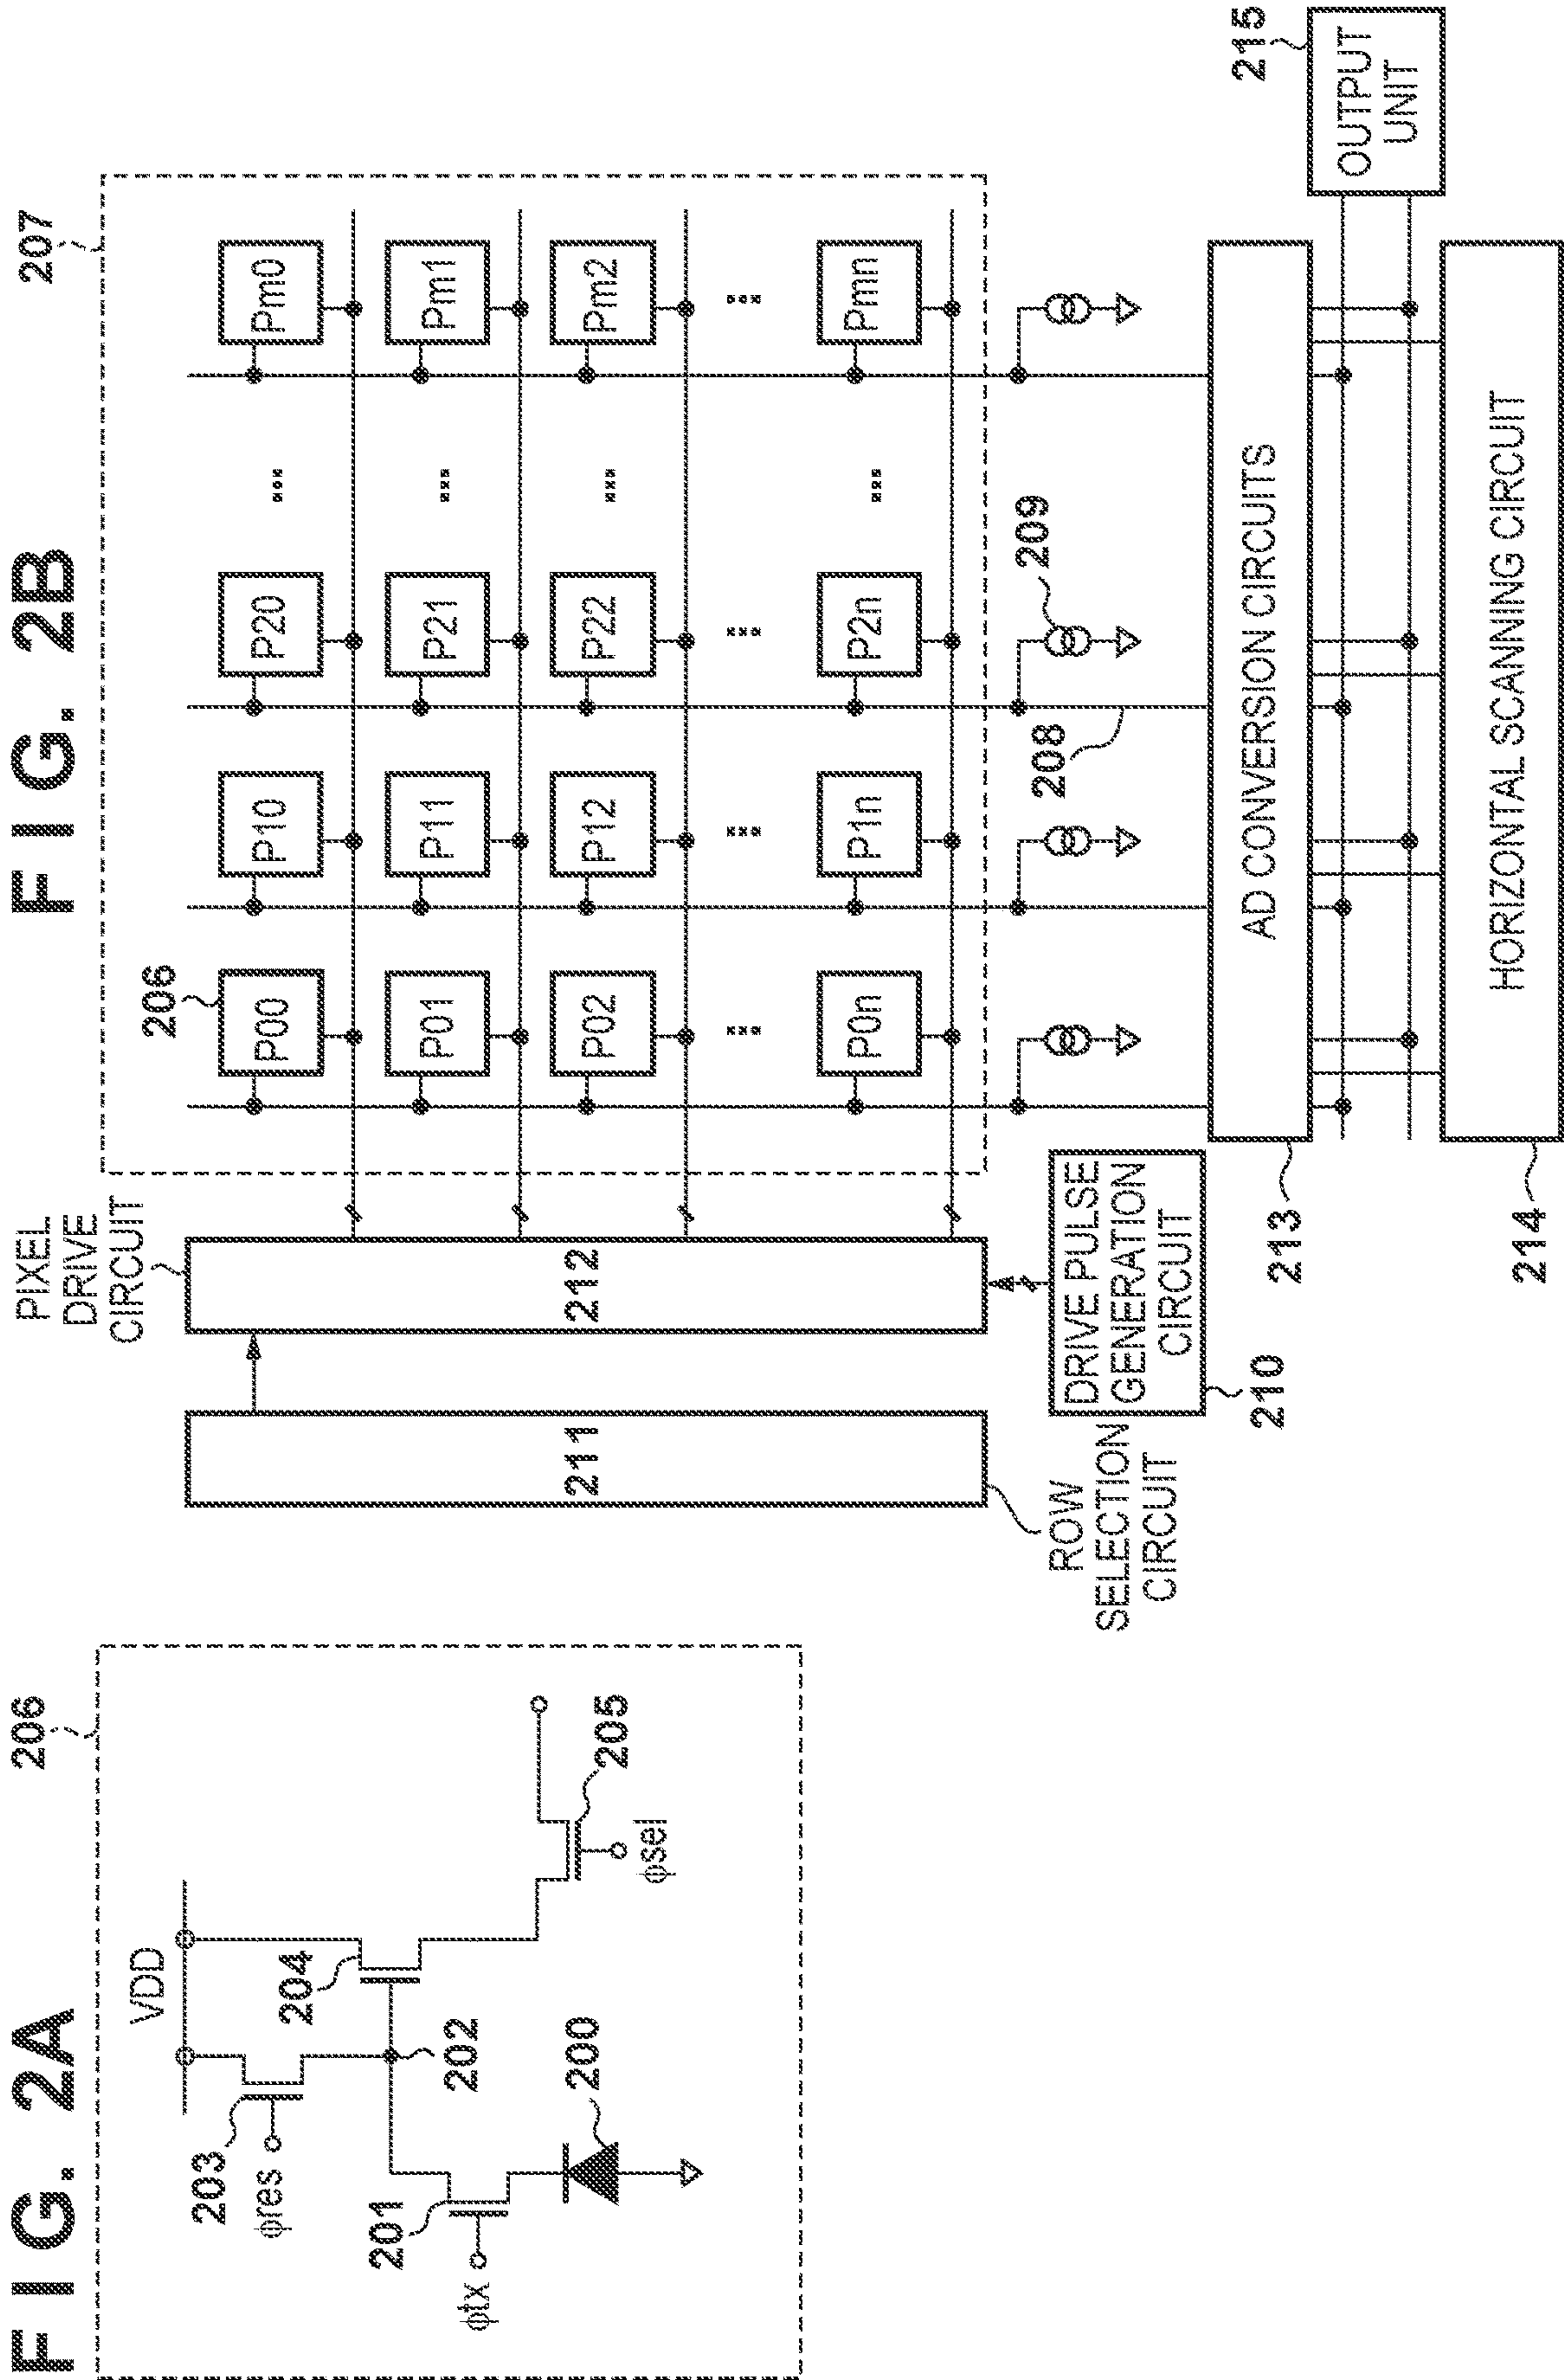 FIG. 2A
206
VDD
203
φres
204
202
201
φtx
200
205
φsel
FIG. 2B
207
PIXEL
DRIVE
CIRCUIT
206
P00
P10
P20
...
Pm0
P01
P11
P21
...
Pm1
P02
P12
P22
...
Pm2
...
...
...
...
P0n
P1n
P2n
...
Pmn
211
212
208
209
ROW
SELECTION
CIRCUIT
DRIVE PULSE
GENERATION
CIRCUIT
210
213
AD CONVERSION CIRCUITS
215
OUTPUT
UNIT
214
HORIZONTAL SCANNING CIRCUIT